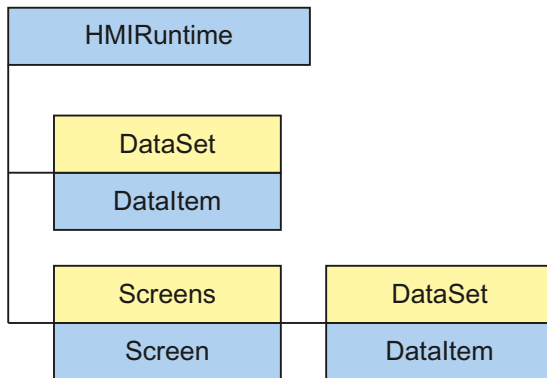 HMIRuntime
DataSet
DataItem
Screens
DataSet
Screen
DataItem